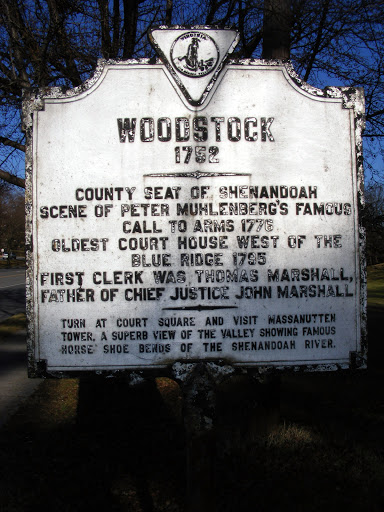 VIRGINIA
WOODSTOCK
1752
COUNTY SEAT OF SHENANDOAH
SCENE OF PETER MUHLENBERG'S FAMOUS
CALL TO ARMS 1776
OLDEST COURT HOUSE WEST OF THE
BLUE RIDGE 1795
FIRST CLERK WAS THOMAS MARSHALL,
FATHER OF CHIEF JUSTICE JOHN MARSHALL
TURN AT COURT SQUARE AND VISIT MASSANUTTEN
TOWER, A SUPERB VIEW OF THE VALLEY SHOWING FAMOUS
HORSE SHOE BENDS OF THE SHENANDOAH RIVER.